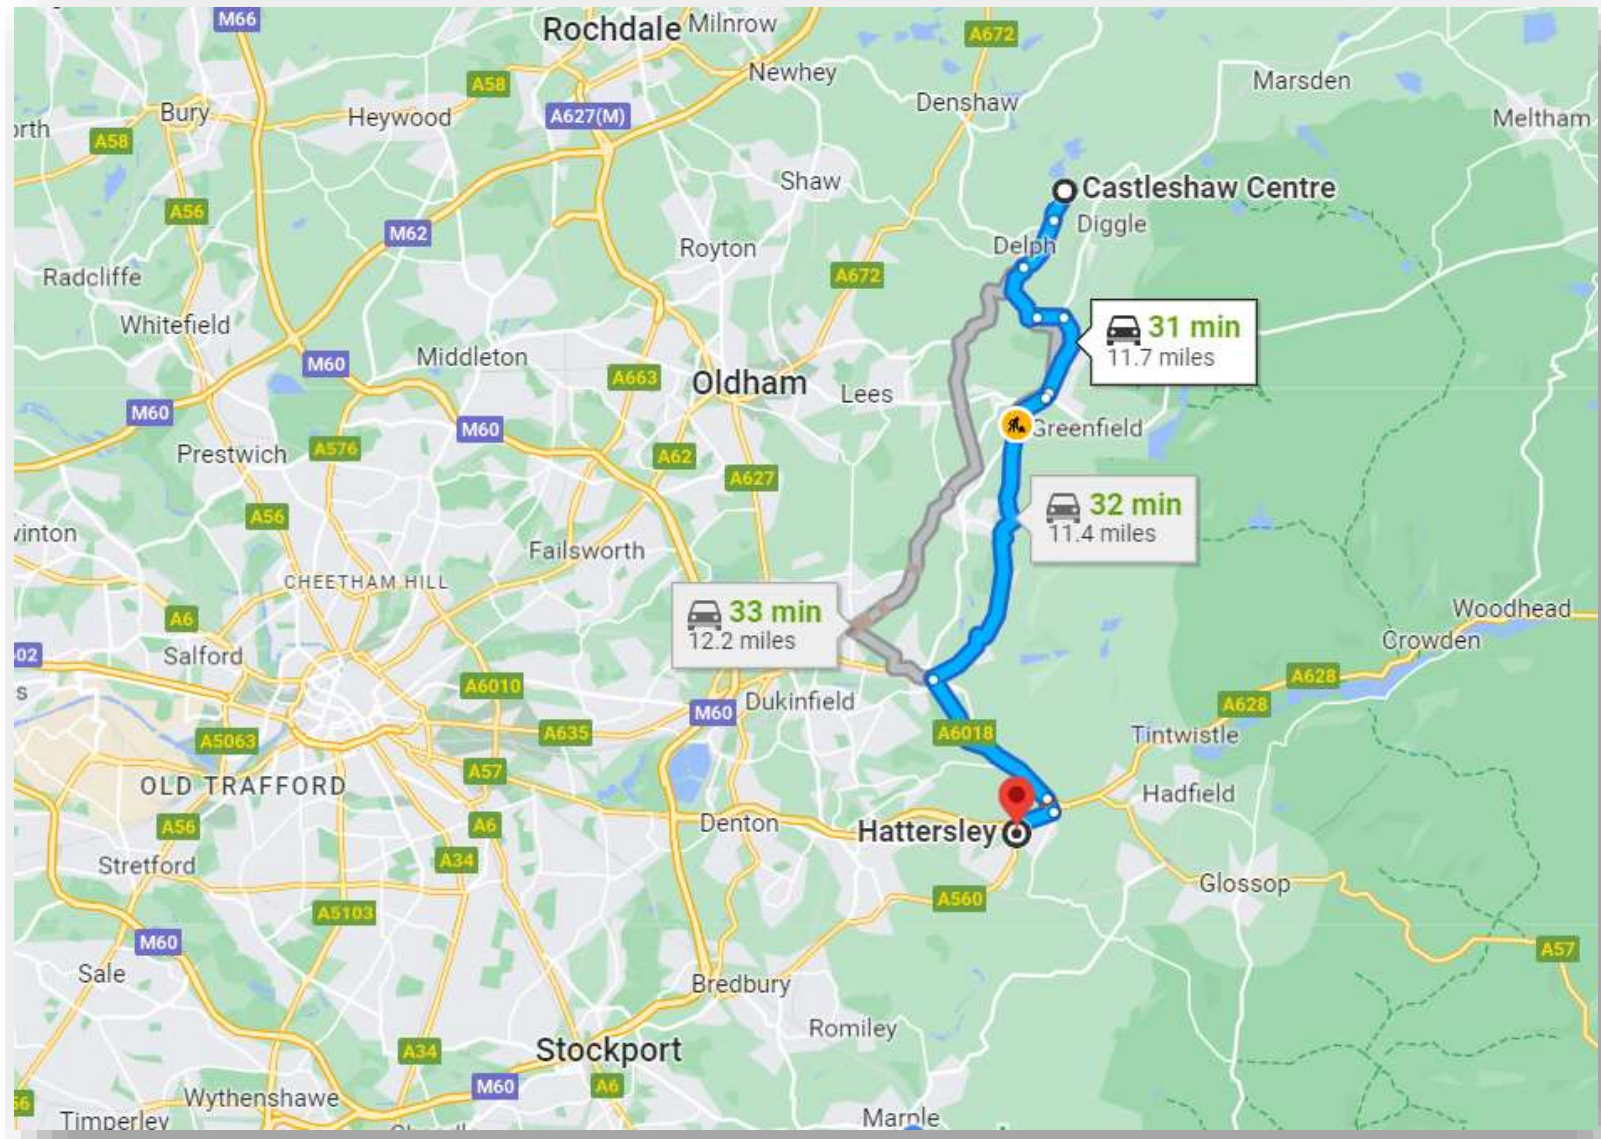 M66
Rochdale
Milnrow
A672
A58
Newhey
Marsden
Bury
Heywood
A627(M)
Denshaw
Meltham
orth
A58
Shaw
Castleshaw Centre
A56
Diggle
M62
Royton
Delph
Radcliffe
A672
Whitefield
31 min
11.7 miles
M60
Middleton
A663
Oldham
Lees
M60
M60
Greenfield
Prestwich
A576
A62
A627
32 min
11.4 miles
A56
vinton
Failsworth
CHEETHAM HILL
33 min
12.2 miles
Woodhead
A6
Crowden
602
Salford
A628
s
A6010
Dukinfield
A628
M60
A5063
A635
A6018
Tintwistle
A57
OLD TRAFFORD
Hadfield
A56
A6
Denton
Hattersley
Stretford
A34
Glossop
A560
A5103
M60
A57
Sale
Bredbury
Romiley
A34
Stockport
M60
A6
56
Wythenshawe
Timperley
Marple